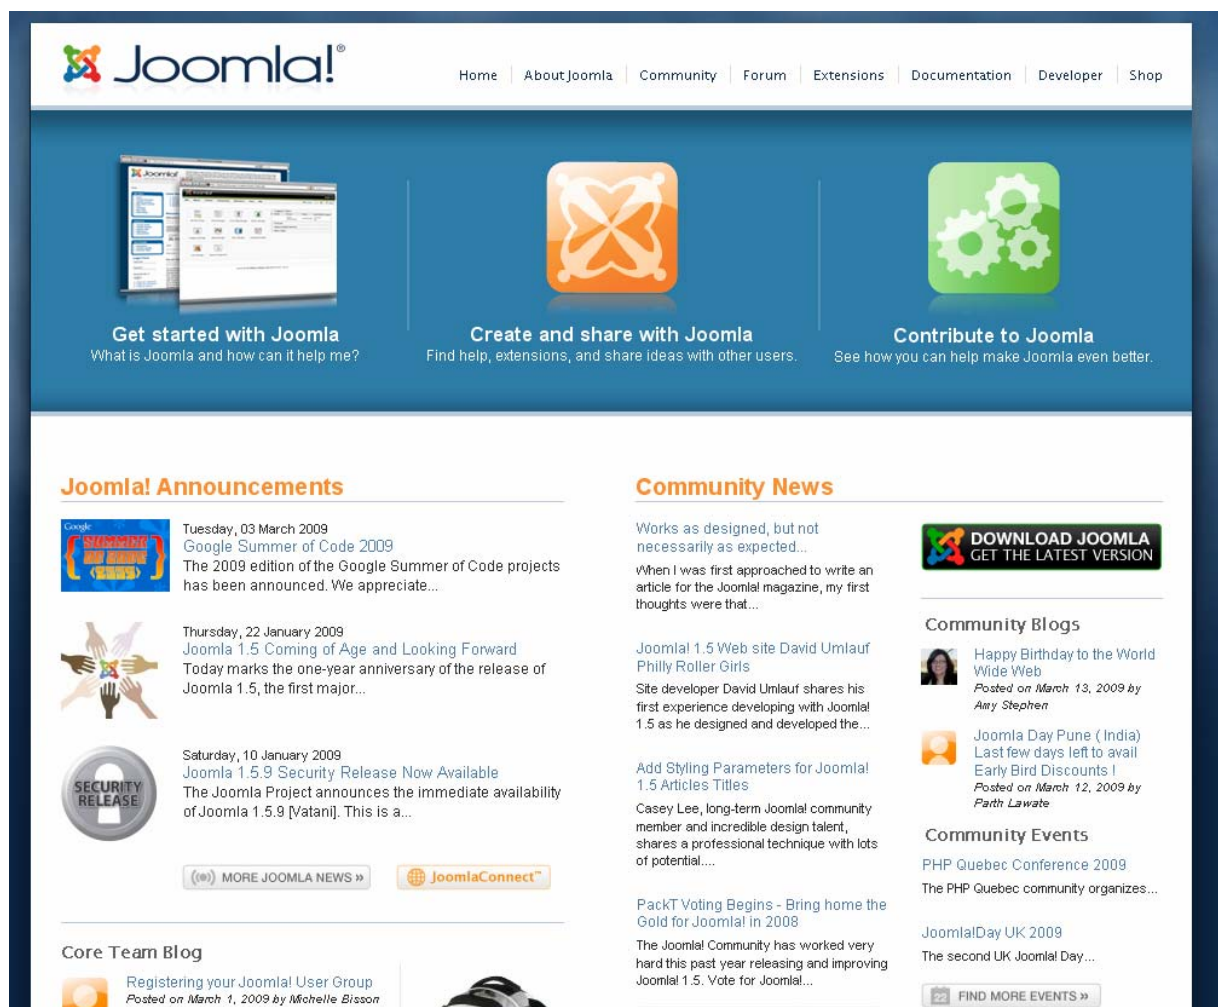 Joomla!®
Home
About Joomla
Community
Forum
Extensions
Documentation
Developer
Shop
Get started with Joomla
What is Joomla and how can it help me?
Create and share with Joomla
Find help, extensions, and share ideas with other users.
Contribute to Joomla
See how you can help make Joomla even better.
Joomla! Announcements
Google
SUMMER
OF CODE
2009
Tuesday, 03 March 2009
Google Summer of Code 2009
The 2009 edition of the Google Summer of Code projects
has been announced. We appreciate...
Thursday, 22 January 2009
Joomla 1.5 Coming of Age and Looking Forward
Today marks the one-year anniversary of the release of
Joomla 1.5, the first major...
SECURITY
RELEASE
Saturday, 10 January 2009
Joomla 1.5.9 Security Release Now Available
The Joomla Project announces the immediate availability
of Joomla 1.5.9 [Vatani]. This is a...
MORE JOOMLA NEWS »
JoomlaConnect™
Core Team Blog
Registering your Joomla! User Group
Posted on March 1, 2009 by Michelle Bisson
Community News
Works as designed, but not
necessarily as expected...
When I was first approached to write an
article for the Joomla! magazine, my first
thoughts were that...
Joomla! 1.5 Web site David Umlauf
Philly Roller Girls
Site developer David Umlauf shares his
first experience developing with Joomla!
1.5 as he designed and developed the...
Add Styling Parameters for Joomla!
1.5 Articles Titles
Casey Lee, long-term Joomla! community
member and incredible design talent,
shares a professional technique with lots
of potential....
PackT Voting Begins - Bring home the
Gold for Joomla! in 2008
The Joomla! Community has worked very
hard this past year releasing and improving
Joomla! 1.5. Vote for Joomla!...
DOWNLOAD JOOMLA
GET THE LATEST VERSION
Community Blogs
Happy Birthday to the World
Wide Web
Posted on March 13, 2009 by
Amy Stephen
Joomla Day Pune ( India)
Last few days left to avail
Early Bird Discounts !
Posted on March 12, 2009 by
Parth Lawate
Community Events
PHP Quebec Conference 2009
The PHP Quebec community organizes...
Joomla!Day UK 2009
The second UK Joomla! Day...
22
FIND MORE EVENTS »